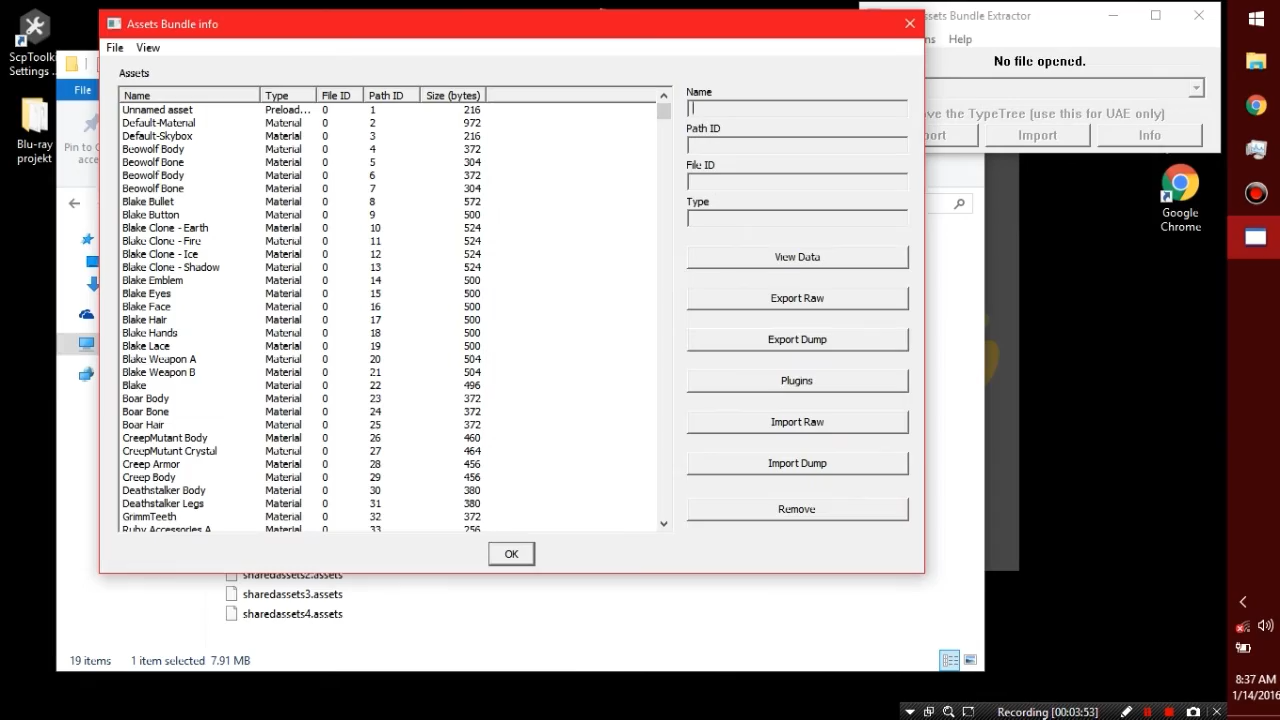 ScpToolkit
Settings ...
Blu-ray
projekt
Assets Bundle info
File View
Assets
Name Type File ID Path ID Size (bytes)
Unnamed asset Preload... 0 1 216
Default-Material Material 0 2 972
Default-Skybox Material 0 3 216
Beowolf Body Material 0 4 372
Beowolf Bone Material 0 5 304
Beowolf Body Material 0 6 372
Beowolf Bone Material 0 7 304
Blake Bullet Material 0 8 572
Blake Button Material 0 9 500
Blake Clone - Earth Material 0 10 524
Blake Clone - Fire Material 0 11 524
Blake Clone - Ice Material 0 12 524
Blake Clone - Shadow Material 0 13 524
Blake Emblem Material 0 14 500
Blake Eyes Material 0 15 500
Blake Face Material 0 16 500
Blake Hair Material 0 17 500
Blake Hands Material 0 18 500
Blake Lace Material 0 19 500
Blake Weapon A Material 0 20 504
Blake Weapon B Material 0 21 504
Blake Material 0 22 496
Boar Body Material 0 23 372
Boar Bone Material 0 24 372
Boar Hair Material 0 25 372
CreepMutant Body Material 0 26 460
CreepMutant Crystal Material 0 27 464
Creep Armor Material 0 28 456
Creep Body Material 0 29 456
Deathstalker Body Material 0 30 380
Deathstalker Legs Material 0 31 380
GrimmTeeth Material 0 32 372
Ruby Accessories A Material 0 33 256
Name
Path ID
File ID
Type
View Data
Export Raw
Export Dump
Plugins
Import Raw
Import Dump
Remove
OK
File
Pin to
acce
sharedassets2.assets
sharedassets3.assets
sharedassets4.assets
19 items 1 item selected 7.91 MB
ssets Bundle Extractor
ns Help
No file opened.
ve the TypeTree (use this for UAE only)
port Import Info
Google
Chrome
8:37 AM
1/14/2016
Recording [00:03:53]